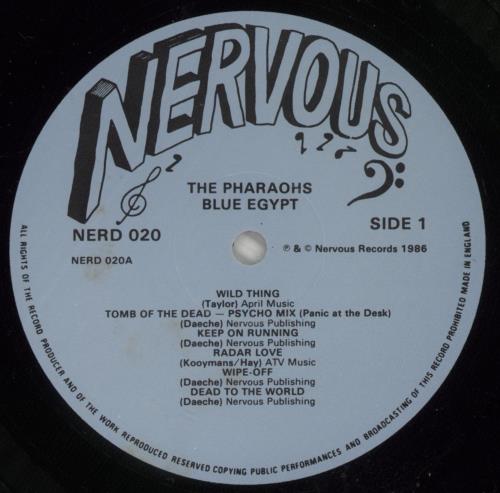 NERVOUS
THE PHARAOHS
BLUE EGYPT
NERD 020
SIDE 1
NERD 020A
℗ & © Nervous Records 1986
WILD THING
(Taylor) April Music
TOMB OF THE DEAD — PSYCHO MIX (Panic at the Desk)
(Daeche) Nervous Publishing
KEEP ON RUNNING
(Daeche) Nervous Publishing
RADAR LOVE
(Kooymans/Hay) ATV Music
WIPE-OFF
(Daeche) Nervous Publishing
DEAD TO THE WORLD
(Daeche) Nervous Publishing
ALL RIGHTS OF THE RECORD PRODUCER AND OF THE WORK REPRODUCED RESERVED COPYING PUBLIC PERFORMANCES AND BROADCASTING OF THIS RECORD PROHIBITED MADE IN ENGLAND